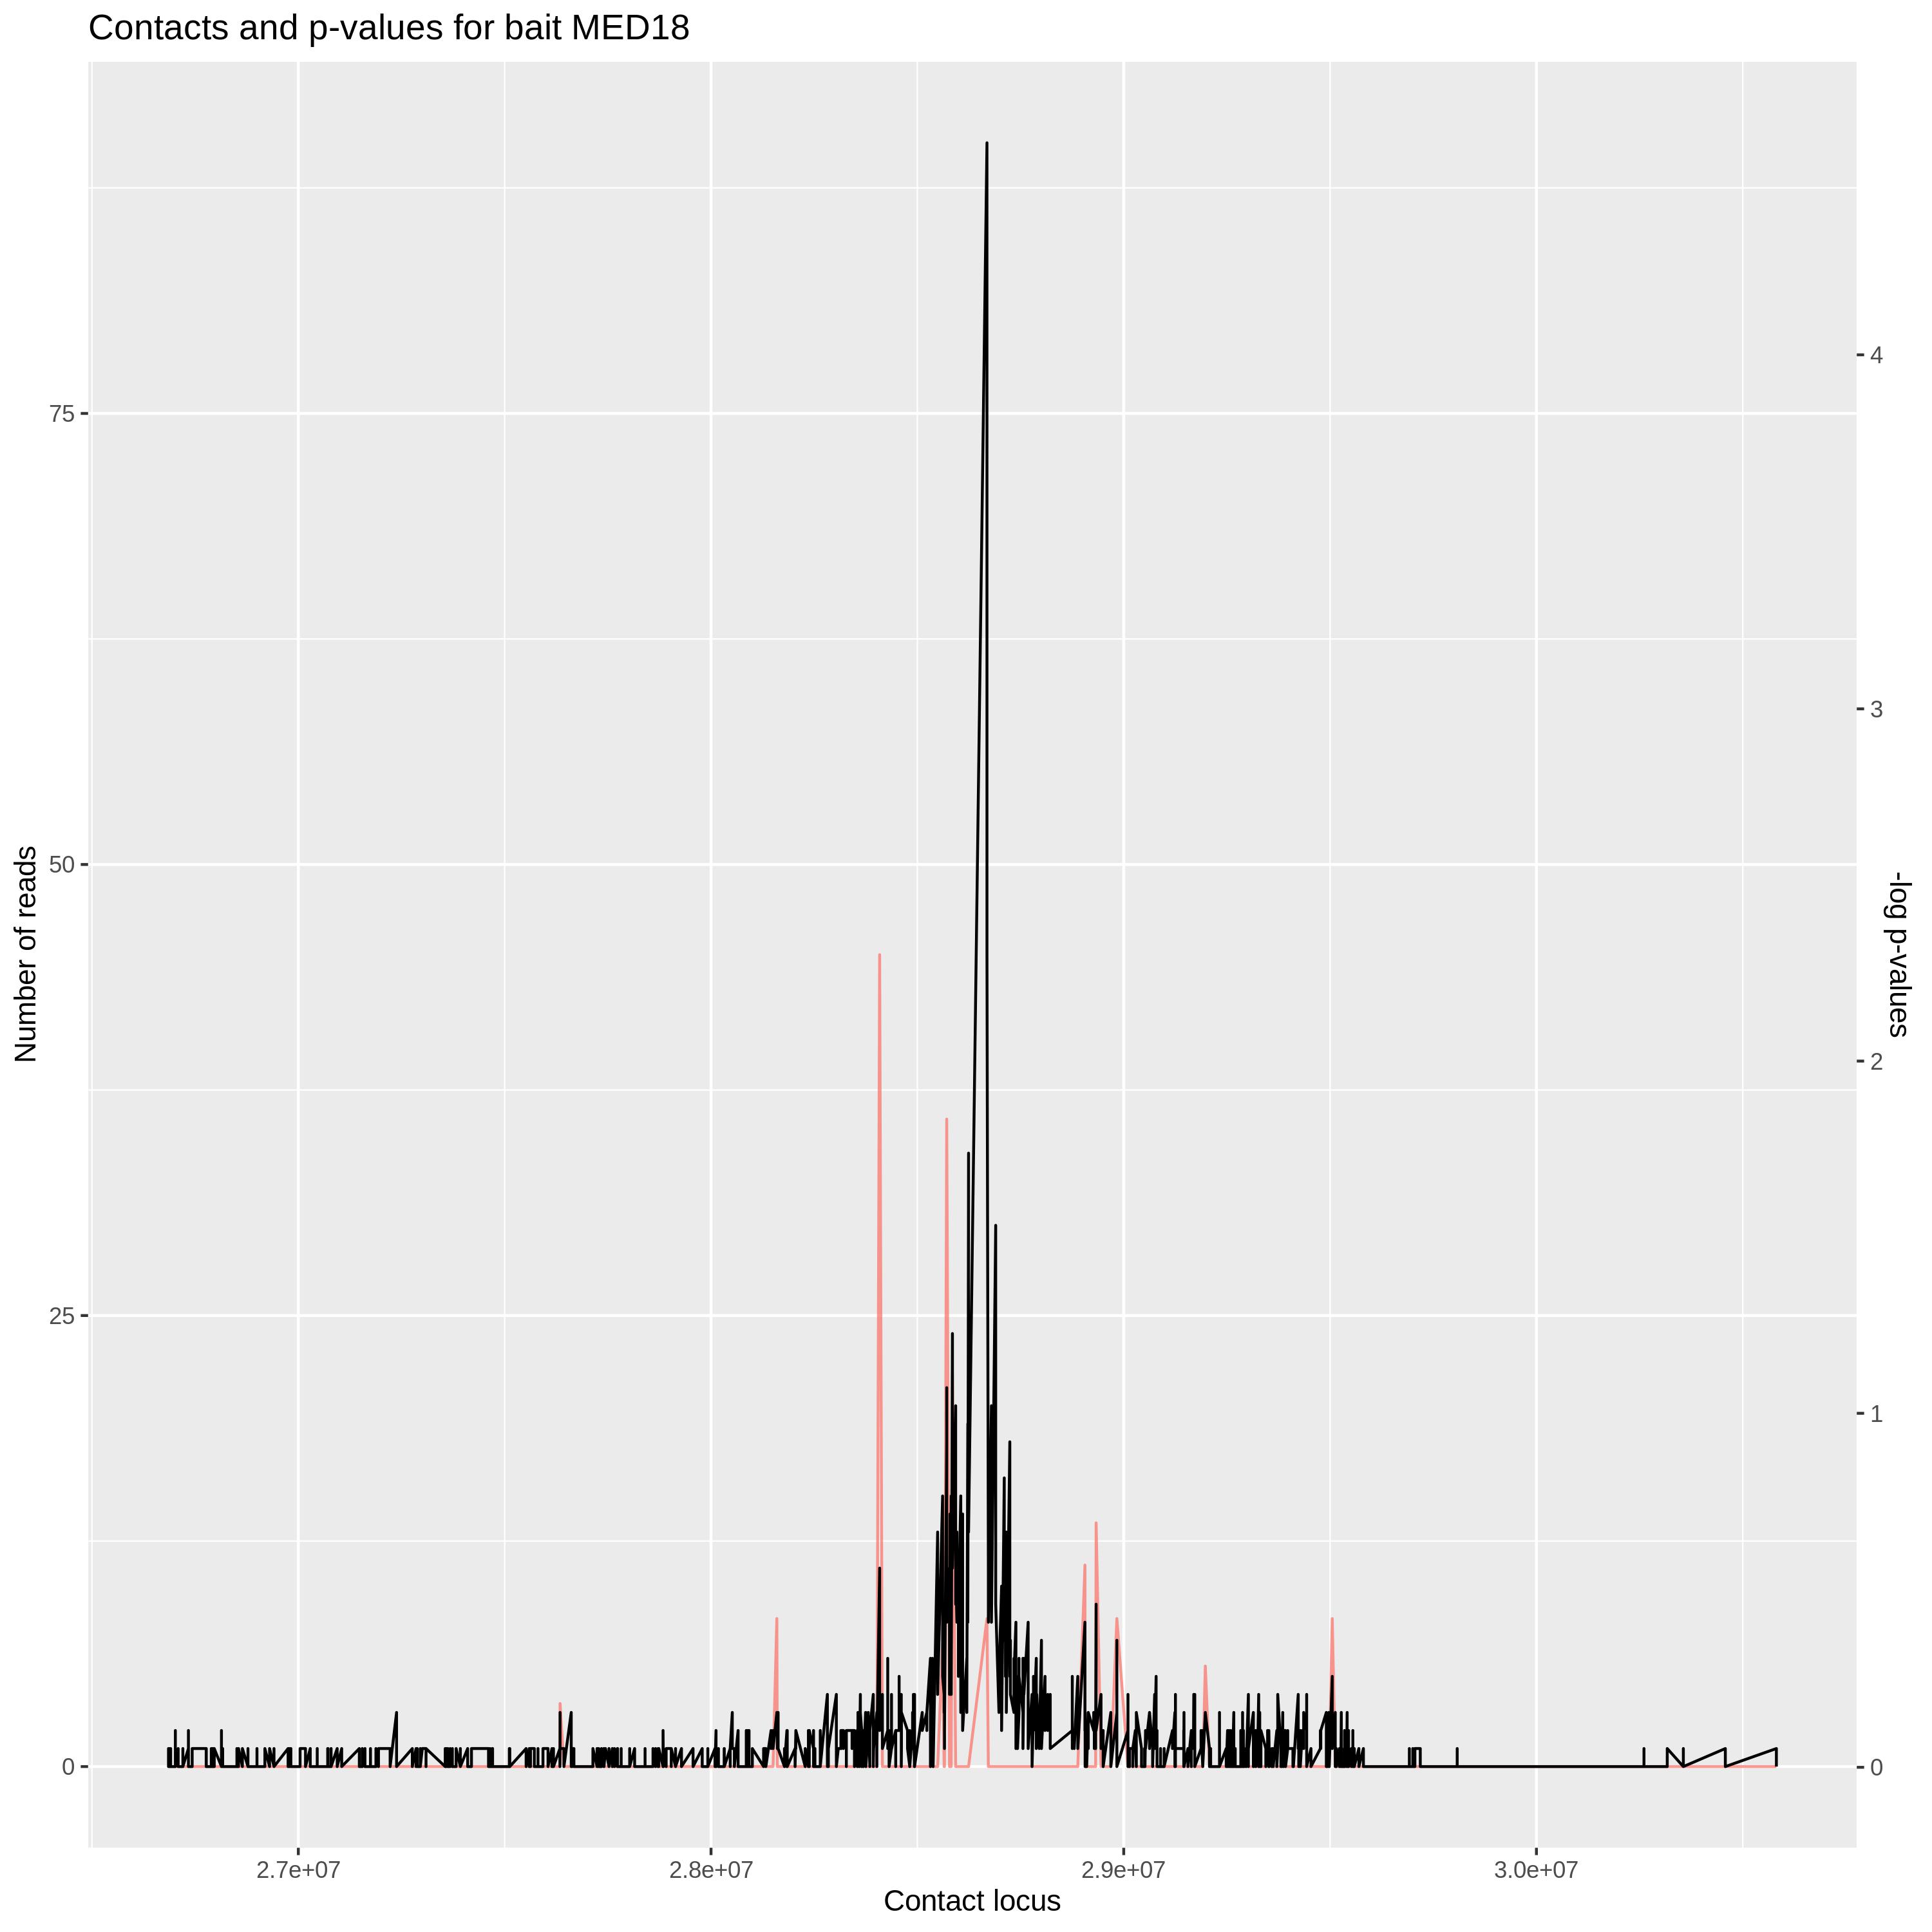 Contacts and p-values for bait MED18
Number of reads
75
50
25
0
4
3
2
1
0
-log p-values
2.7e+07
2.8e+07
2.9e+07
3.0e+07
Contact locus